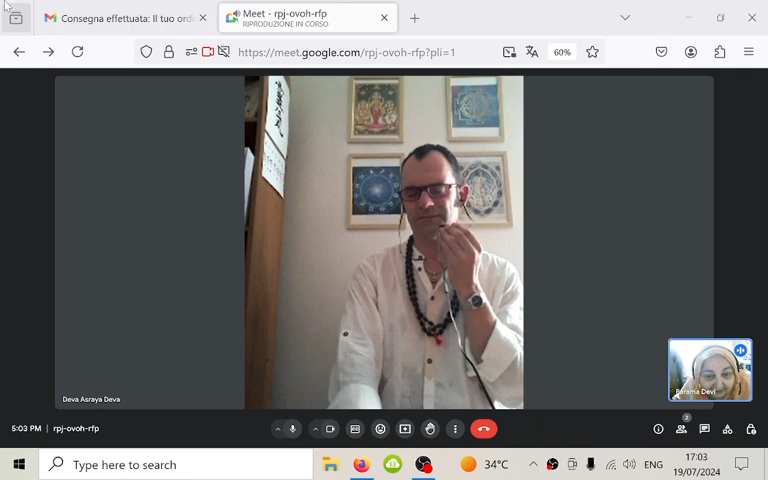 Consegna effettuata: Il tuo ordi
Meet - rpj-ovoh-rfp
RIPRODUZIONE IN CORSO
https://meet.google.com/rpj-ovoh-rfp?pli=1
60%
Deva Asraya Deva
Parama Devi
5:03 PM | rpj-ovoh-rfp
2
Type here to search
34°C
ENG
17:03
19/07/2024